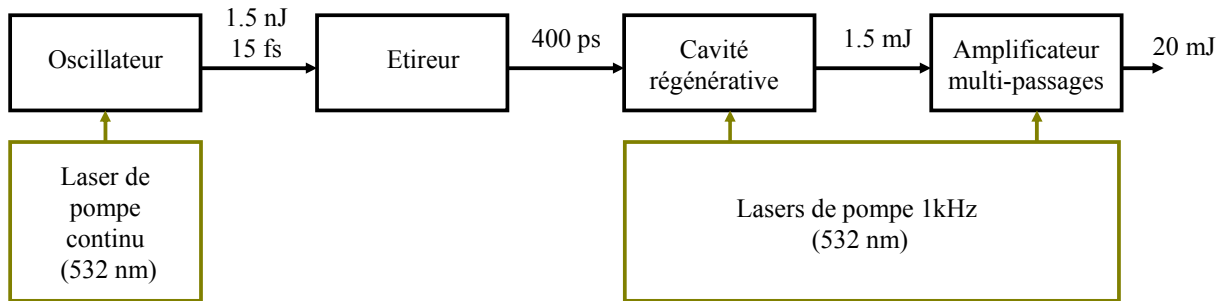 Oscillateur
1.5 nJ
15 fs
Etireur
400 ps
Cavité
régénérative
1.5 mJ
Amplificateur
multi-passages
20 mJ
Laser de
pompe
continu
(532 nm)
Lasers de pompe 1kHz
(532 nm)